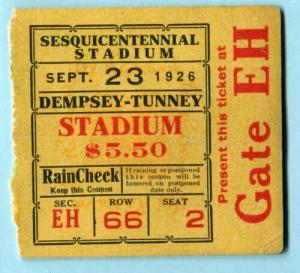 SESQUICENTENNIAL
STADIUM
SEPT. 23 1926
DEMPSEY-TUNNEY
STADIUM
$5.50
RainCheck
Keep this Coupon
If raining or postponed
this coupon will be
honored on postponed
date only.
SEC. ROW SEAT
EH 66 2
Present this ticket at
Gate EH